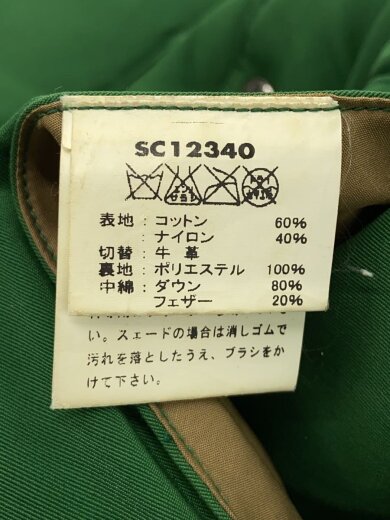 SC12340
表地：コットン 60%
：ナイロン 40%
切替：牛 革
裏地：ポリエステル 100%
中綿：ダウン 80%
フェザー 20%
い。スェードの場合は消しゴムで
汚れを落としたうえ、ブラシをか
けて下さい。